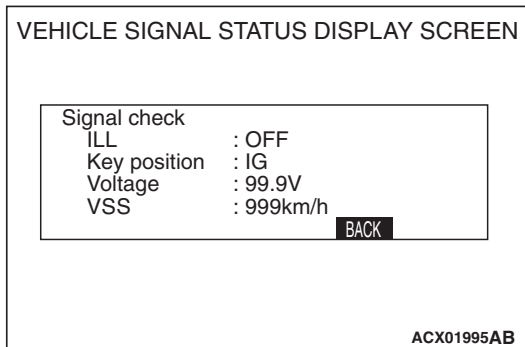 VEHICLE SIGNAL STATUS DISPLAY SCREEN
Signal check
ILL : OFF
Key position : IG
Voltage : 99.9V
VSS : 999km/h
BACK
ACX01995AB